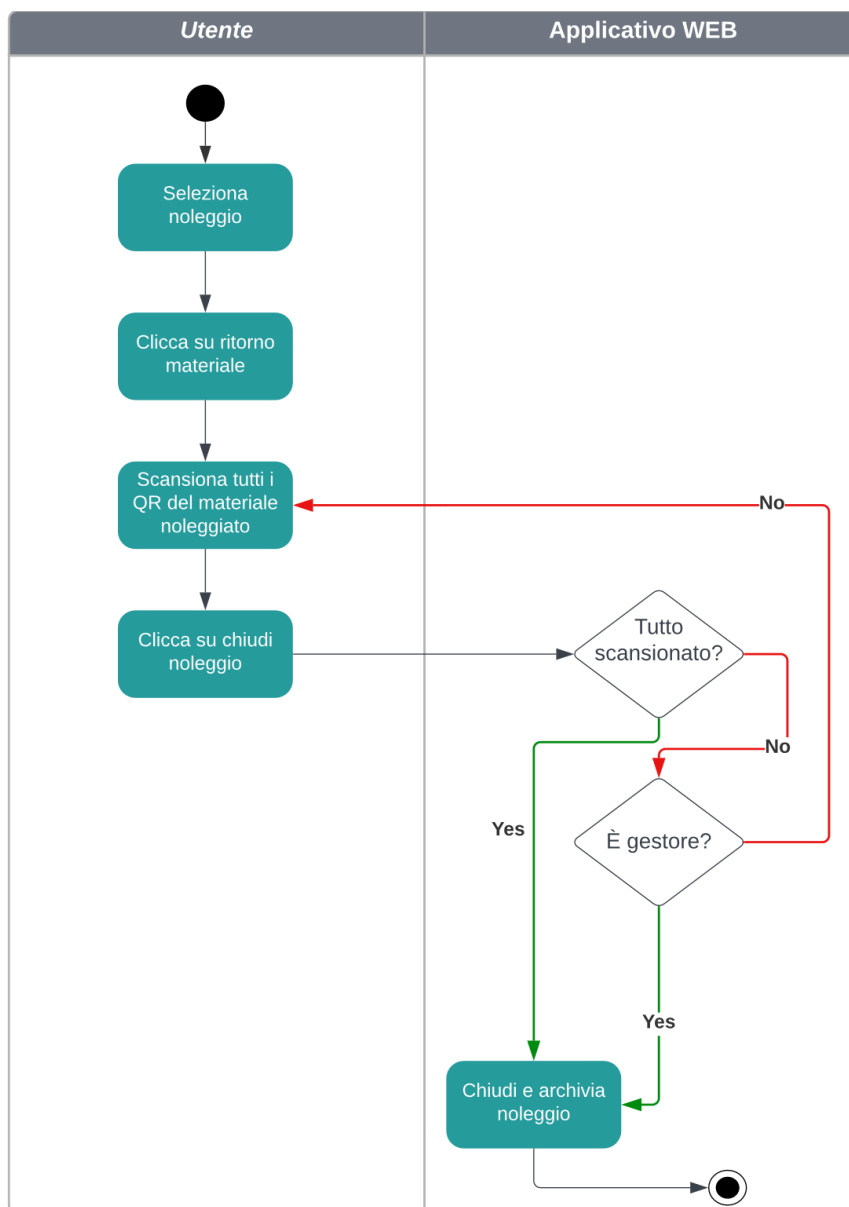 Utente
Applicativo WEB
Seleziona
noleggio
Clicca su ritorno
materiale
Scansiona tutti i
QR del materiale
noleggiato
No
Clicca su chiudi
noleggio
Tutto
scansionato?
No
Yes
È gestore?
Yes
Chiudi e archivia
noleggio